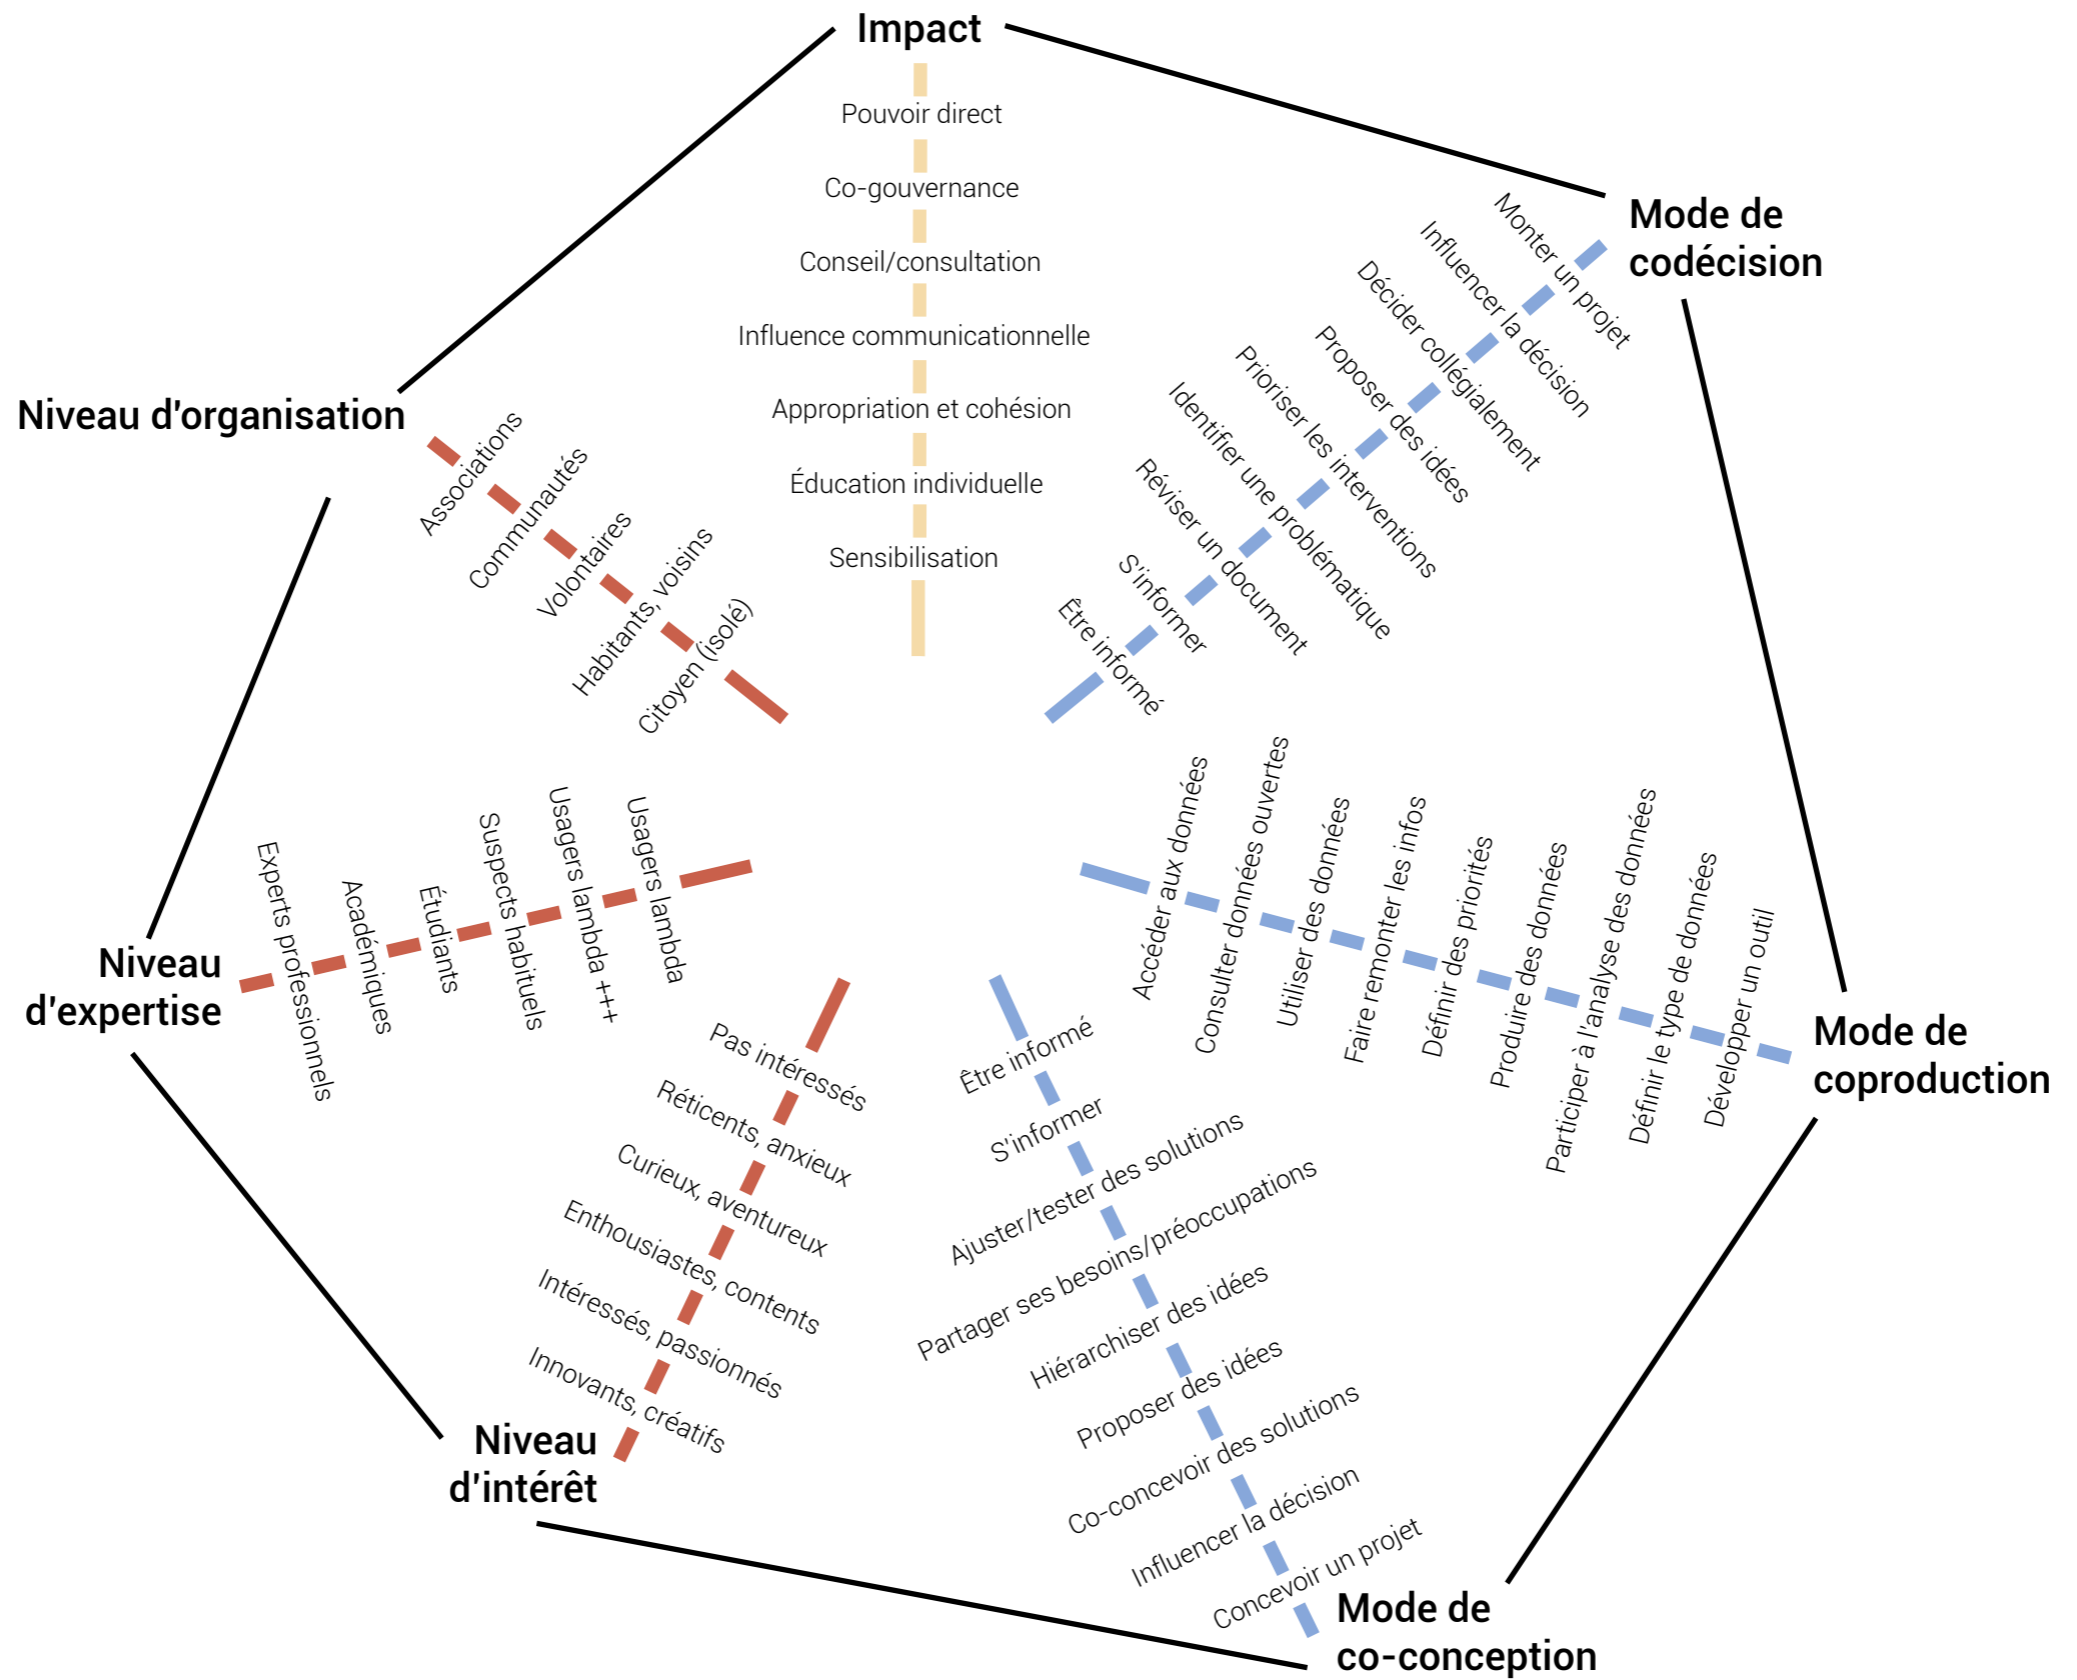 Impact
Pouvoir direct
Co-gouvernance
Conseil/consultation
Influence communicationnelle
Appropriation et cohésion
Éducation individuelle
Sensibilisation
Mode de
codécision
Monter un projet
Influencer la décision
Décider collégialement
Proposer des idées
Prioriser les interventions
Identifier une problématique
Réviser un document
S'informer
Être informé
Mode de
coproduction
Accéder aux données
Consulter données ouvertes
Utiliser des données
Faire remonter les infos
Définir des priorités
Produire des données
Participer à l'analyse des données
Définir le type de données
Développer un outil
Mode de
co-conception
Être informé
S'informer
Ajuster/tester des solutions
Partager ses besoins/préoccupations
Hiérarchiser des idées
Proposer des idées
Co-concevoir des solutions
Influencer la décision
Concevoir un projet
Niveau
d'intérêt
Pas intéressés
Réticents, anxieux
Curieux, aventureux
Enthousiastes, contents
Intéressés, passionnés
Innovants, créatifs
Niveau
d'expertise
Experts professionnels
Académiques
Étudiants
Suspects habituels
Usagers lambda +++
Usagers lambda
Niveau d'organisation
Associations
Communautés
Volontaires
Habitants, voisins
Citoyen (isolé)